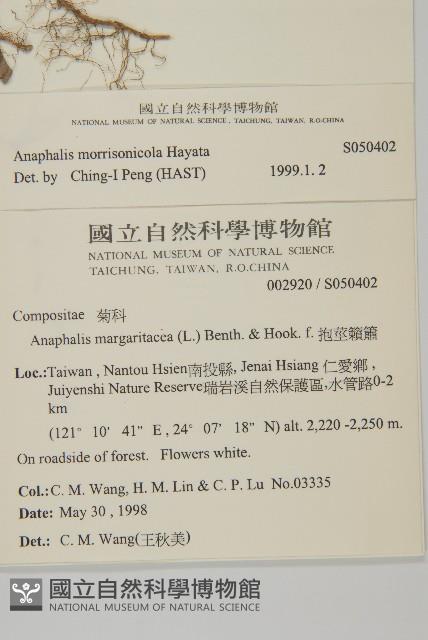 國立自然科學博物館
NATIONAL MUSEUM OF NATURAL SCIENCE, TAICHUNG, TAIWAN, R.O.CHINA
Anaphalis morrisonicola Hayata S050402
Det. by Ching-I Peng (HAST) 1999.1. 2
國立自然科學博物館
NATIONAL MUSEUM OF NATURAL SCIENCE
TAICHUNG, TAIWAN, R.O.CHINA
002920 / S050402
Compositae 菊科
Anaphalis margaritacea (L.) Benth. & Hook. f. 抱莖籟簫
Loc.:Taiwan , Nantou Hsien南投縣, Jenai Hsiang 仁愛鄉 ,
Juiyenshi Nature Reserve瑞岩溪自然保護區,水管路0-2
km
(121° 10' 41" E , 24° 07' 18" N) alt. 2,220 -2,250 m.
On roadside of forest. Flowers white.
Col.:C. M. Wang, H. M. Lin & C. P. Lu No.03335
Date: May 30 , 1998
Det.: C. M. Wang(王秋美)
國立自然科學博物館
NATIONAL MUSEUM OF NATURAL SCIENCE